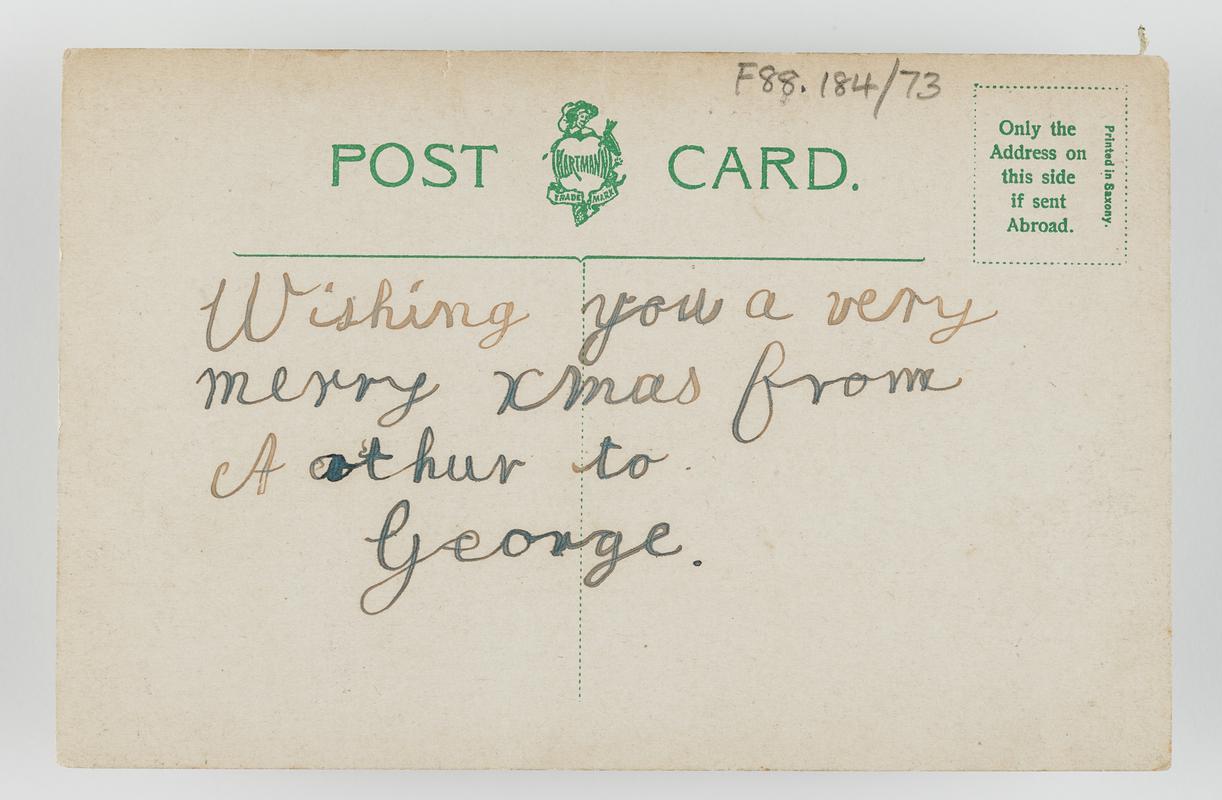 F88.184/73
POST CARD.
HARTMANN
TRADE MARK
Only the
Address on
this side
if sent
Abroad.
Printed in Saxony.
Wishing you a very
merry xmas from
to
George.